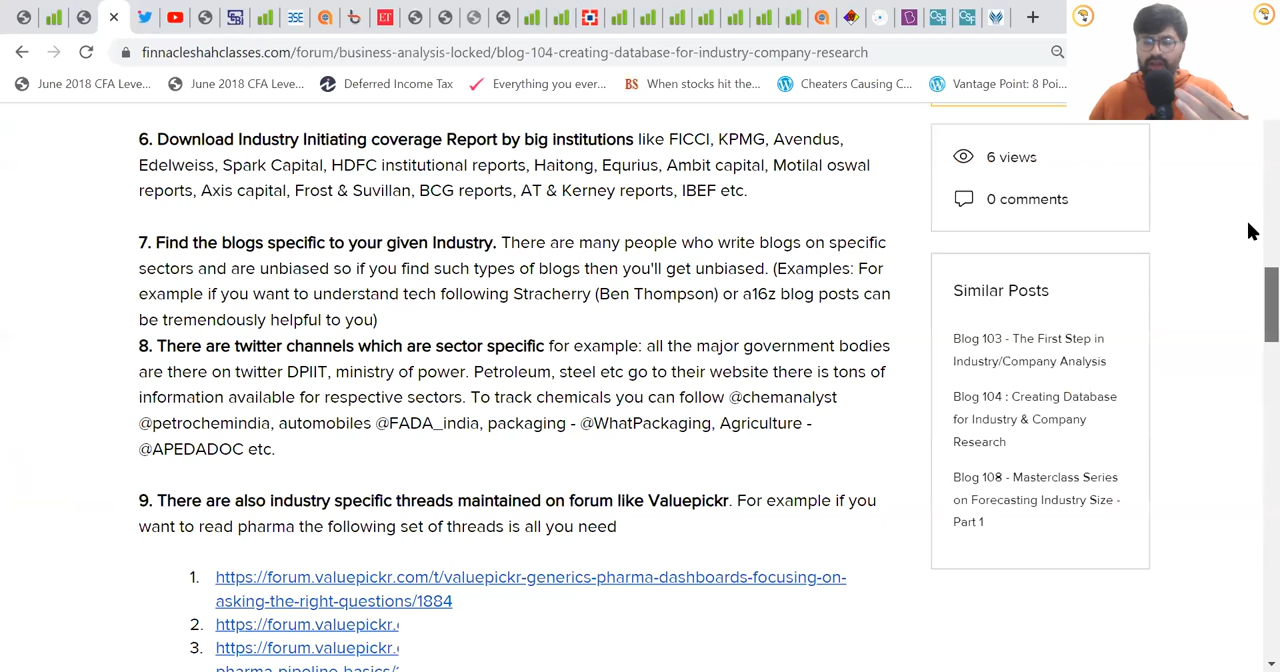 finnacleshahclasses.com/forum/business-analysis-locked/blog-104-creating-database-for-industry-company-research
June 2018 CFA Leve...
June 2018 CFA Leve...
Deferred Income Tax
Everything you ever...
BS When stocks hit the...
Cheaters Causing C...
Vantage Point: 8 Poi...
6. Download Industry Initiating coverage Report by big institutions like FICCI, KPMG, Avendus,
Edelweiss, Spark Capital, HDFC institutional reports, Haitong, Equrius, Ambit capital, Motilal oswal
reports, Axis capital, Frost & Suvillan, BCG reports, AT & Kerney reports, IBEF etc.
7. Find the blogs specific to your given Industry. There are many people who write blogs on specific
sectors and are unbiased so if you find such types of blogs then you'll get unbiased. (Examples: For
example if you want to understand tech following Stracherry (Ben Thompson) or a16z blog posts can
be tremendously helpful to you)
8. There are twitter channels which are sector specific for example: all the major government bodies
are there on twitter DPIIT, ministry of power. Petroleum, steel etc go to their website there is tons of
information available for respective sectors. To track chemicals you can follow @chemanalyst
@petrochemindia, automobiles @FADA_india, packaging - @WhatPackaging, Agriculture -
@APEDADOC etc.
9. There are also industry specific threads maintained on forum like Valuepickr. For example if you
want to read pharma the following set of threads is all you need
1. https://forum.valuepickr.com/t/valuepickr-generics-pharma-dashboards-focusing-on-
asking-the-right-questions/1884
2. https://forum.valuepickr.
3. https://forum.valuepickr.
pharma-pipeline-basics/
6 views
0 comments
Similar Posts
Blog 103 - The First Step in
Industry/Company Analysis
Blog 104 : Creating Database
for Industry & Company
Research
Blog 108 - Masterclass Series
on Forecasting Industry Size -
Part 1